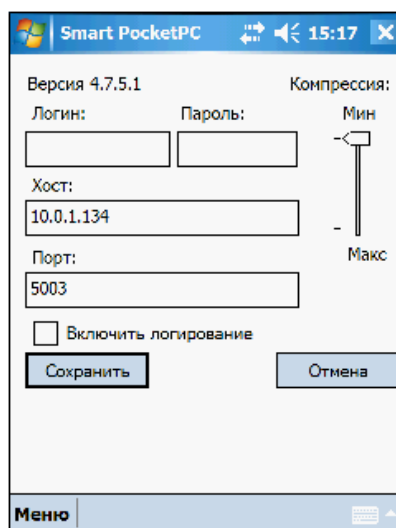 Smart PocketPC 15:17
Версия 4.7.5.1 Компрессия:
Логин: Пароль: Мин
Хост:
10.0.1.134
Порт: Макс
5003
Включить логирование
Сохранить Отмена
Меню